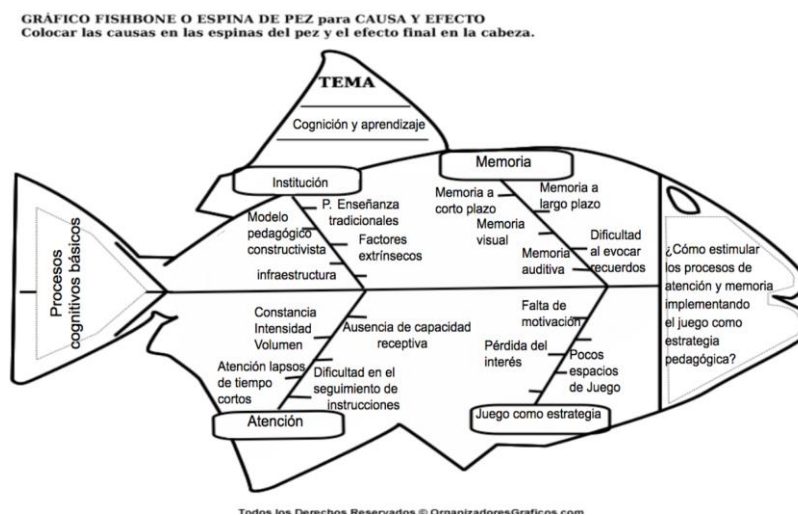 GRÁFICO FISHBONE O ESPINA DE PEZ para CAUSA Y EFECTO
Colocar las causas en las espinas del pez y el efecto final en la cabeza.
TEMA
Cognición y aprendizaje
Institución
P. Enseñanza
tradicionales
Modelo
pedagógico
constructivista
Factores
extrínsecos
infraestructura
Memoria
Memoria a
corto plazo
Memoria a
largo plazo
Memoria
visual
Dificultad
al evocar
recuerdos
Memoria
auditiva
Procesos
cognitivos básicos
¿Cómo estimular
los procesos de
atención y memoria
implementando
el juego como
estrategia
pedagógica?
Constancia
Intensidad
Volumen
Ausencia de capacidad
receptiva
Atención lapsos
de tiempo
cortos
Dificultad en el
seguimiento de
instrucciones
Atención
Falta de
motivación
Pérdida del
interés
Pocos
espacios
de Juego
Juego como estrategia
Todos los Derechos Reservados © OrganizadoresGraficos.com